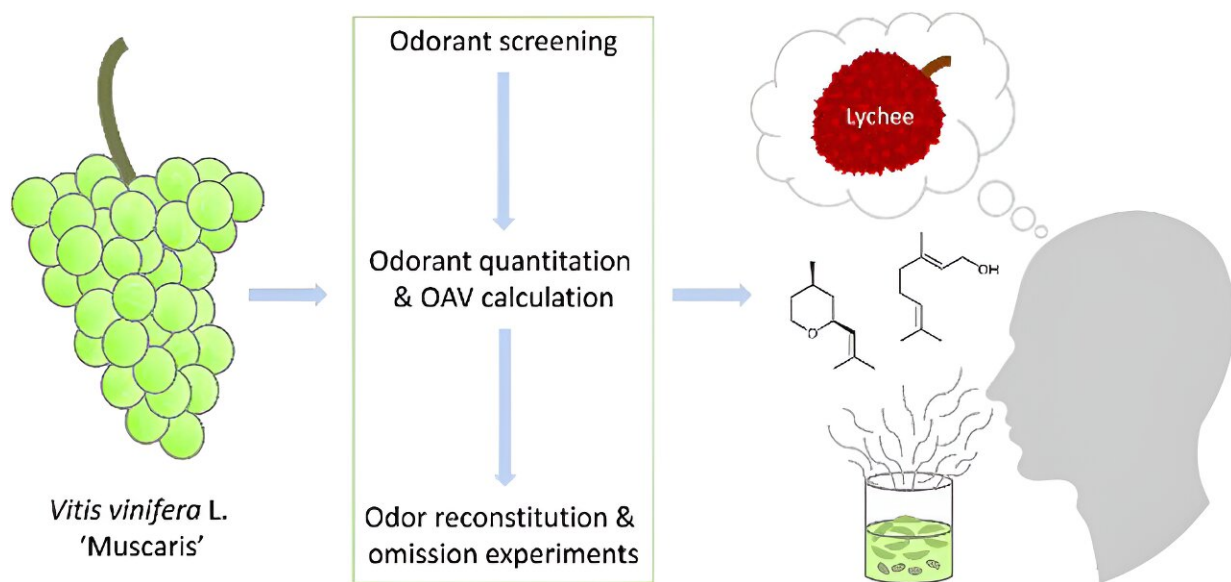 Odorant screening
Odorant quantitation
& OAV calculation
Odor reconstitution &
omission experiments
Vitis vinifera L.
'Muscaris'
Lychee
O
OH